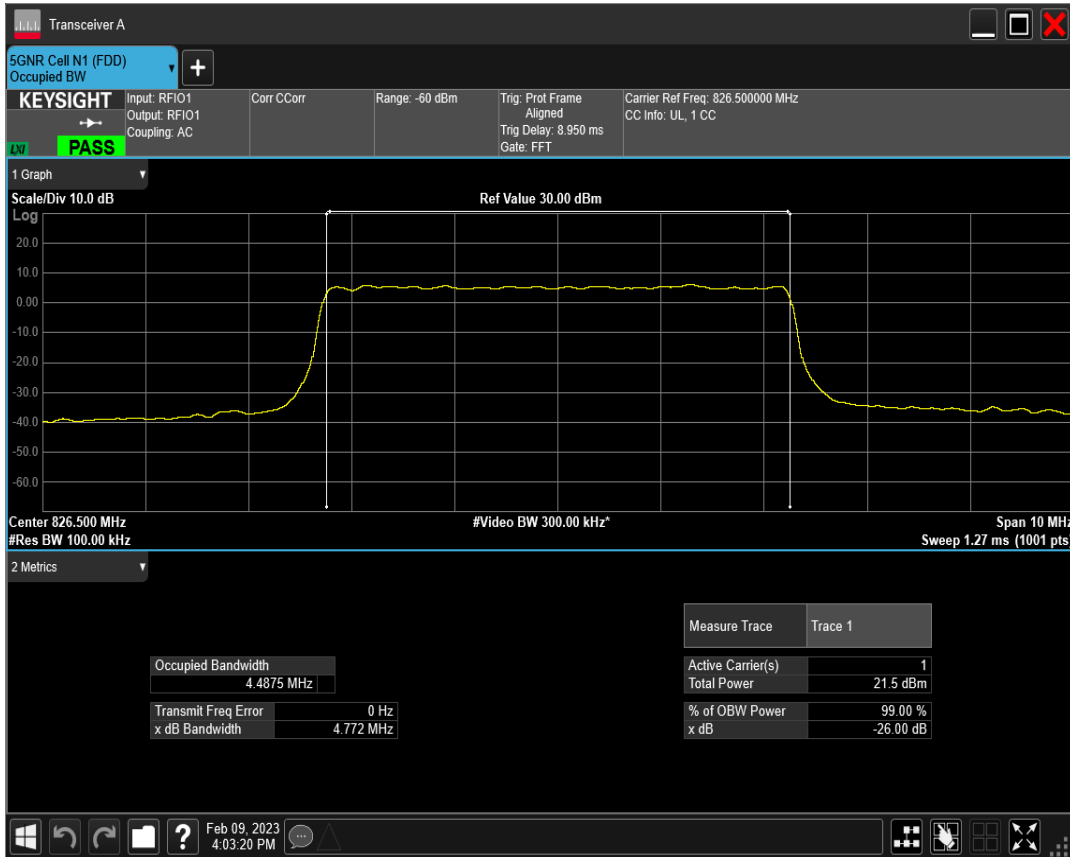 Transceiver A
5GNR Cell N1 (FDD)
Occupied BW
+
KEYSIGHT
LXI
PASS
Input: RFIO1
Output: RFIO1
Coupling: AC
Corr CCorr
Range: -60 dBm
Trig: Prot Frame
Aligned
Trig Delay: 8.950 ms
Gate: FFT
Carrier Ref Freq: 826.500000 MHz
CC Info: UL, 1 CC
1 Graph
Scale/Div 10.0 dB
Ref Value 30.00 dBm
Log
20.0
10.0
0.00
-10.0
-20.0
-30.0
-40.0
-50.0
-60.0
Center 826.500 MHz
#Video BW 300.00 kHz*
Span 10 MHz
#Res BW 100.00 kHz
Sweep 1.27 ms (1001 pts)
2 Metrics
Measure Trace Trace 1
Occupied Bandwidth
4.4875 MHz
Active Carrier(s) 1
Total Power 21.5 dBm
Transmit Freq Error 0 Hz
x dB Bandwidth 4.772 MHz
% of OBW Power 99.00 %
x dB -26.00 dB
?
Feb 09, 2023
4:03:20 PM